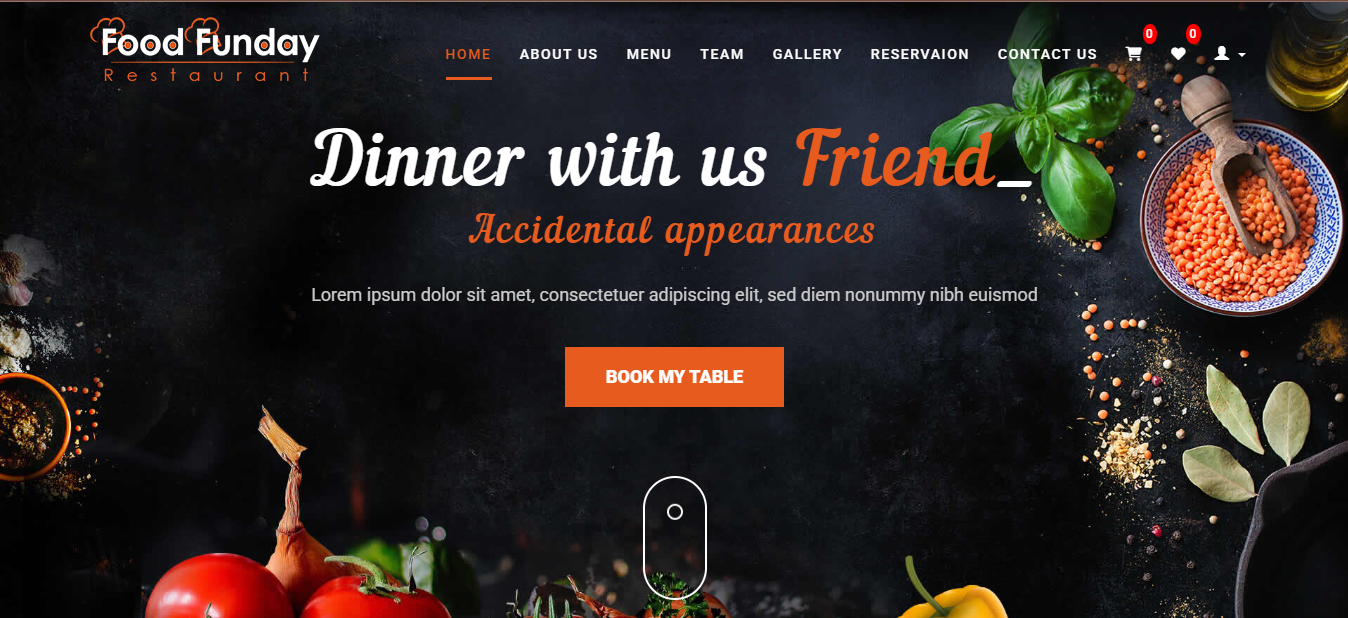 Food Funday
Restaurant
HOME ABOUT US MENU TEAM GALLERY RESERVAION CONTACT US 0 0
Dinner with us Friend_
Accidental appearances
Lorem ipsum dolor sit amet, consectetuer adipiscing elit, sed diem nonummy nibh euismod
BOOK MY TABLE